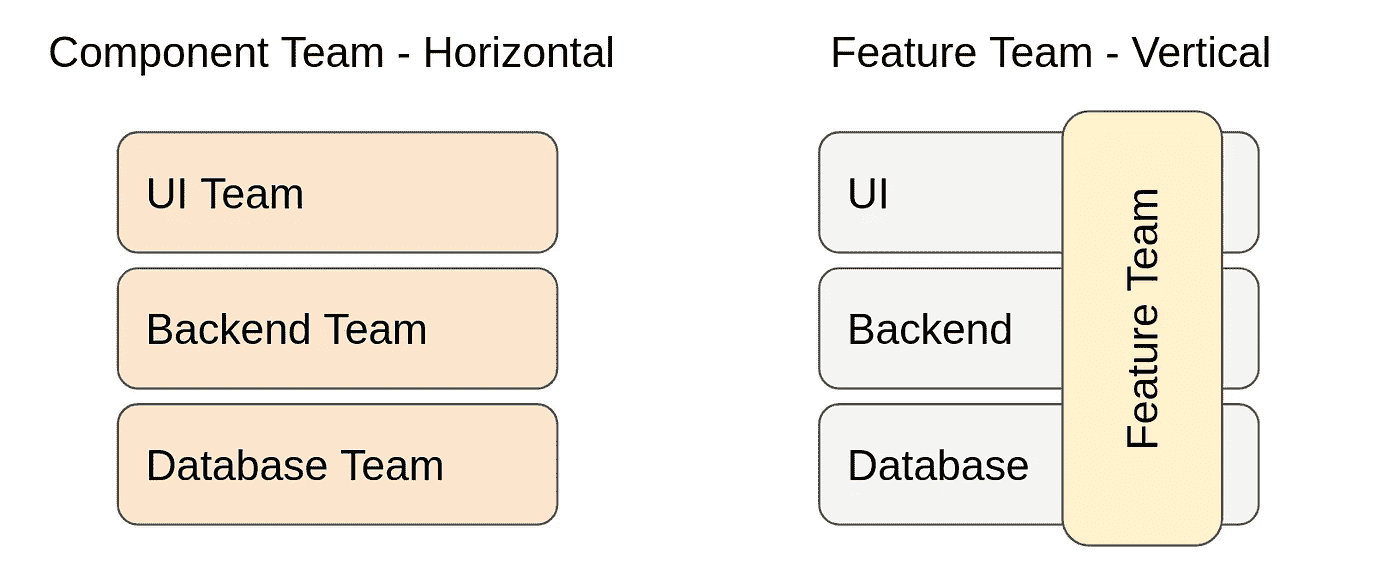 Component Team - Horizontal
UI Team
Backend Team
Database Team
Feature Team - Vertical
UI
Backend
Database
Feature Team